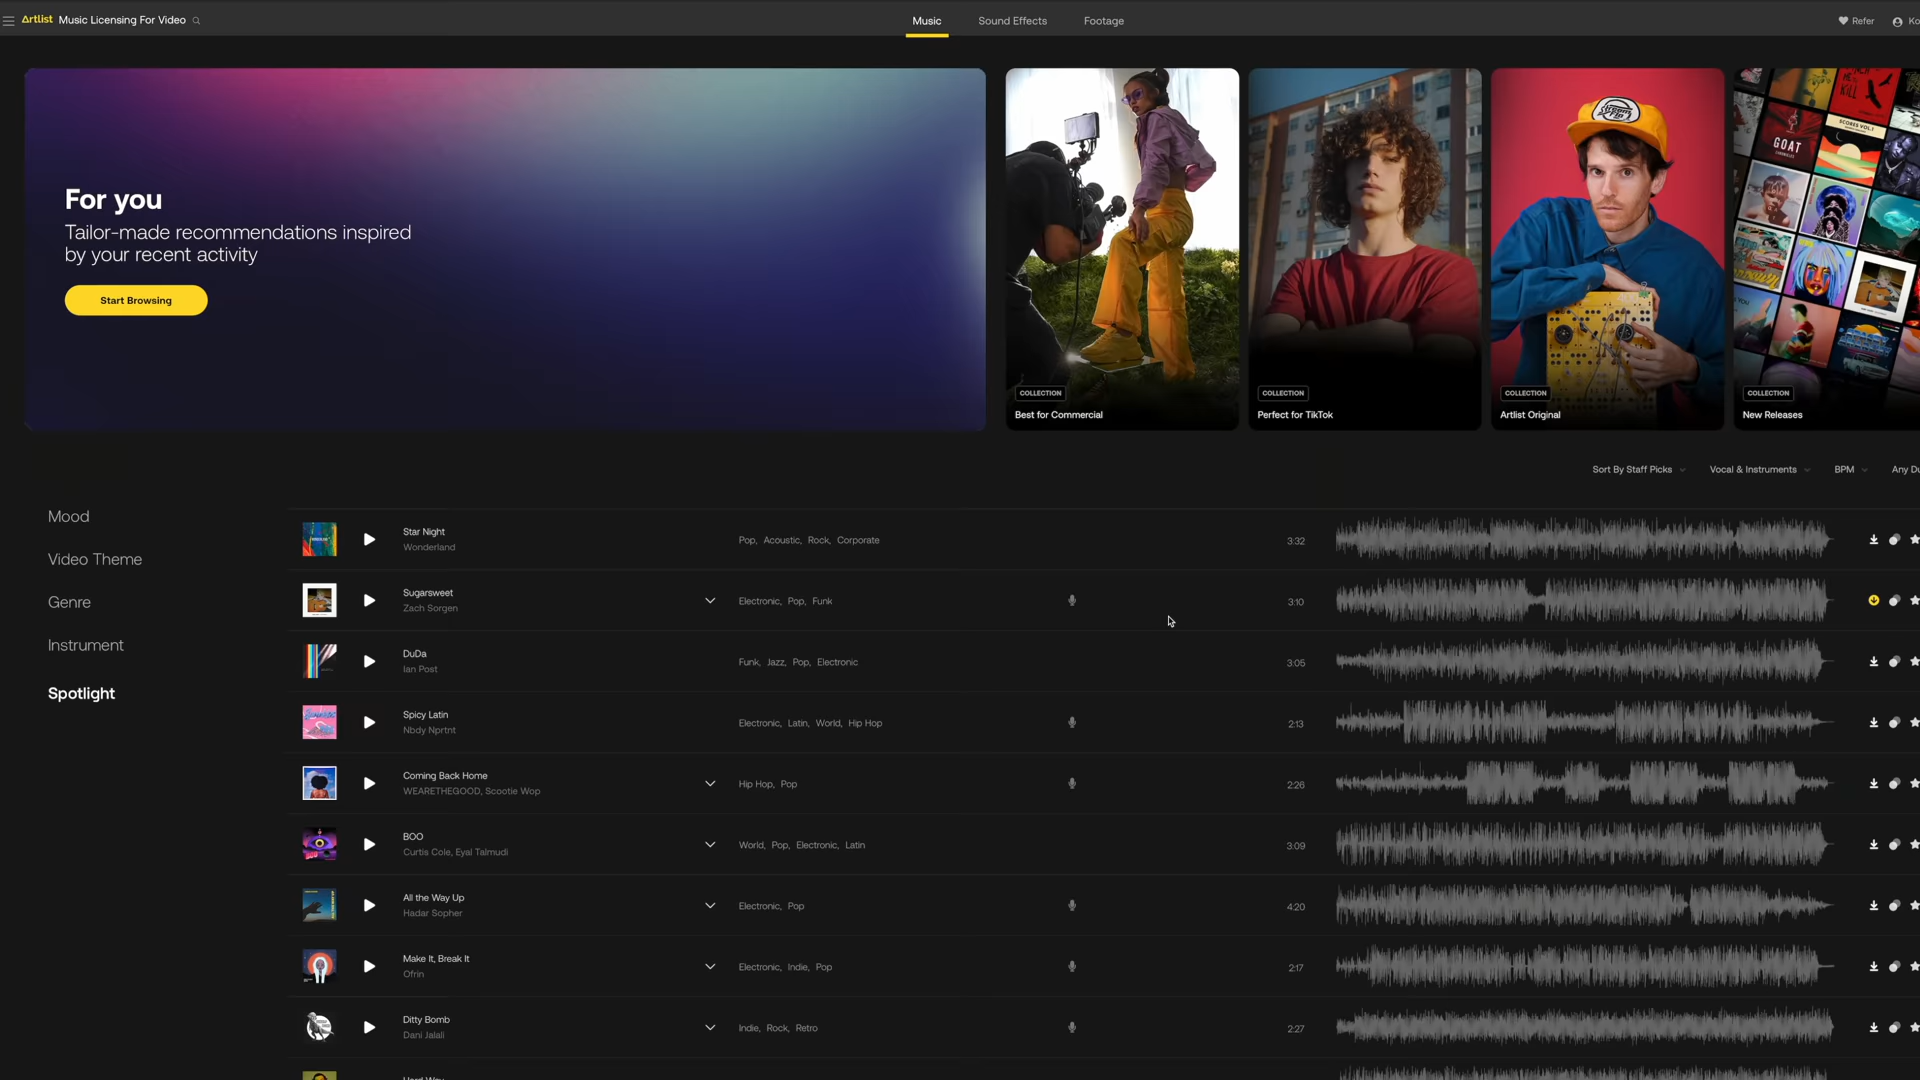 Artlist Music Licensing For Video
Music Sound Effects Footage
Refer
For you
Tailor-made recommendations inspired
by your recent activity
Start Browsing
COLLECTION
Best for Commercial
COLLECTION
Perfect for TikTok
COLLECTION
Artlist Original
GOAT
SCORES VOL.1
COLLECTION
New Releases
Sort By Staff Picks Vocal & Instruments BPM Any Du
Mood
Video Theme
Genre
Instrument
Spotlight
Star Night
Wonderland
Pop, Acoustic, Rock, Corporate
3:32
Sugarsweet
Zach Sorgen
Electronic, Pop, Funk
3:10
DuDa
Ian Post
Funk, Jazz, Pop, Electronic
3:05
Spicy Latin
Nbdy Nprtnt
Electronic, Latin, World, Hip Hop
2:13
Coming Back Home
WEARETHEGOOD, Scootie Wop
Hip Hop, Pop
2:26
BOO
Curtis Cole, Eyal Talmudi
World, Pop, Electronic, Latin
3:09
All the Way Up
Hadar Sopher
Electronic, Pop
4:20
Make It, Break It
Ofrin
Electronic, Indie, Pop
2:17
Ditty Bomb
Dani Jalali
Indie, Rock, Retro
2:27